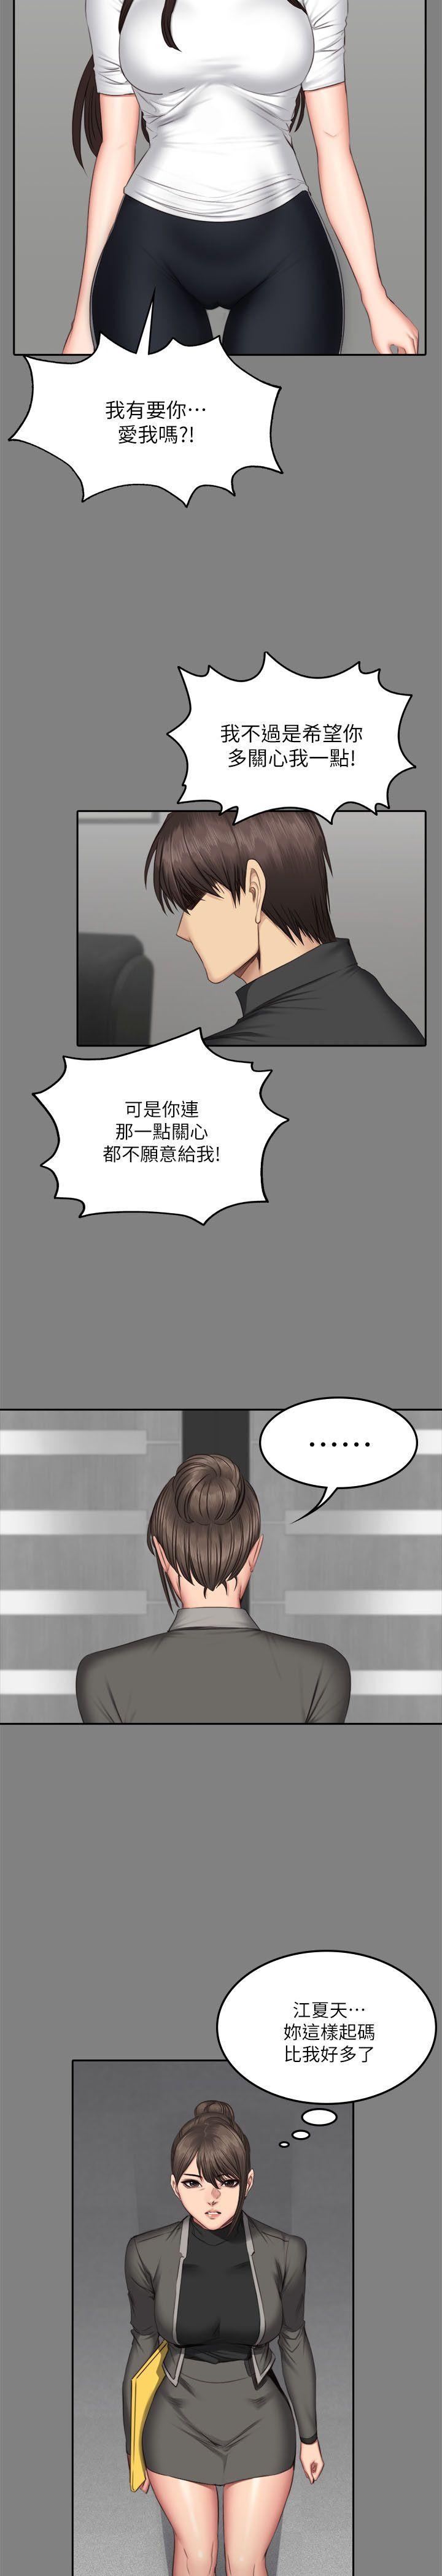 我有要你…
愛我嗎?!
我不過是希望你
多關心我一點!
可是你連
那一點關心
都不願意給我!
……
江夏天…
妳這樣起碼
比我好多了